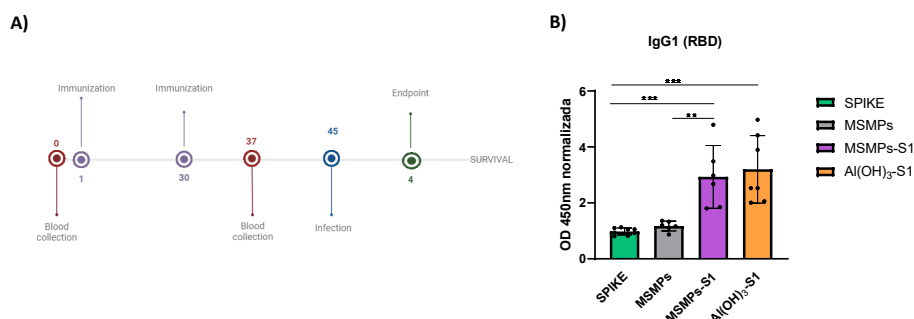 A)
Immunization
Immunization
Endpoint
0
37
45
SURVIVAL
1
30
4
Blood
collection
Blood
collection
Infection
B)
IgG1 (RBD)
OD 450nm normalizada
6
4
2
0
***
***
**
SPIKE
MSMPs
MSMPs-S1
Al(OH)3-S1
SPIKE
MSMPs
MSMPs-S1
Al(OH)3-S1